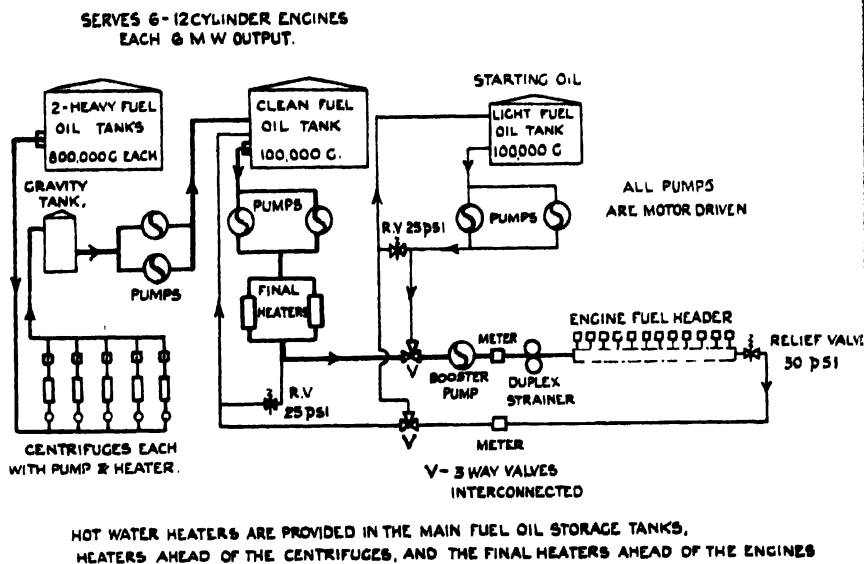 SERVES 6-12 CYLINDER ENGINES
EACH 6 MW OUTPUT.
2-HEAVY FUEL
OIL TANKS
800,000G EACH
CLEAN FUEL
OIL TANK
100,000 G.
STARTING OIL
LIGHT FUEL
OIL TANK
100,000 G
GRAVITY
TANK.
PUMPS
PUMPS
R.V 25 PSI
PUMPS
ALL PUMPS
ARE MOTOR DRIVEN
FINAL
HEATERS
R.V
25 PSI
V
BOOSTER
PUMP
METER
DUPLEX
STRAINER
ENGINE FUEL HEADER
RELIEF VALVE
30 PSI
V
METER
CENTRIFUGES EACH
WITH PUMP & HEATER.
V- 3 WAY VALVES
INTERCONNECTED
HOT WATER HEATERS ARE PROVIDED IN THE MAIN FUEL OIL STORAGE TANKS,
HEATERS AHEAD OF THE CENTRIFUGES, AND THE FINAL HEATERS AHEAD OF THE ENGINES